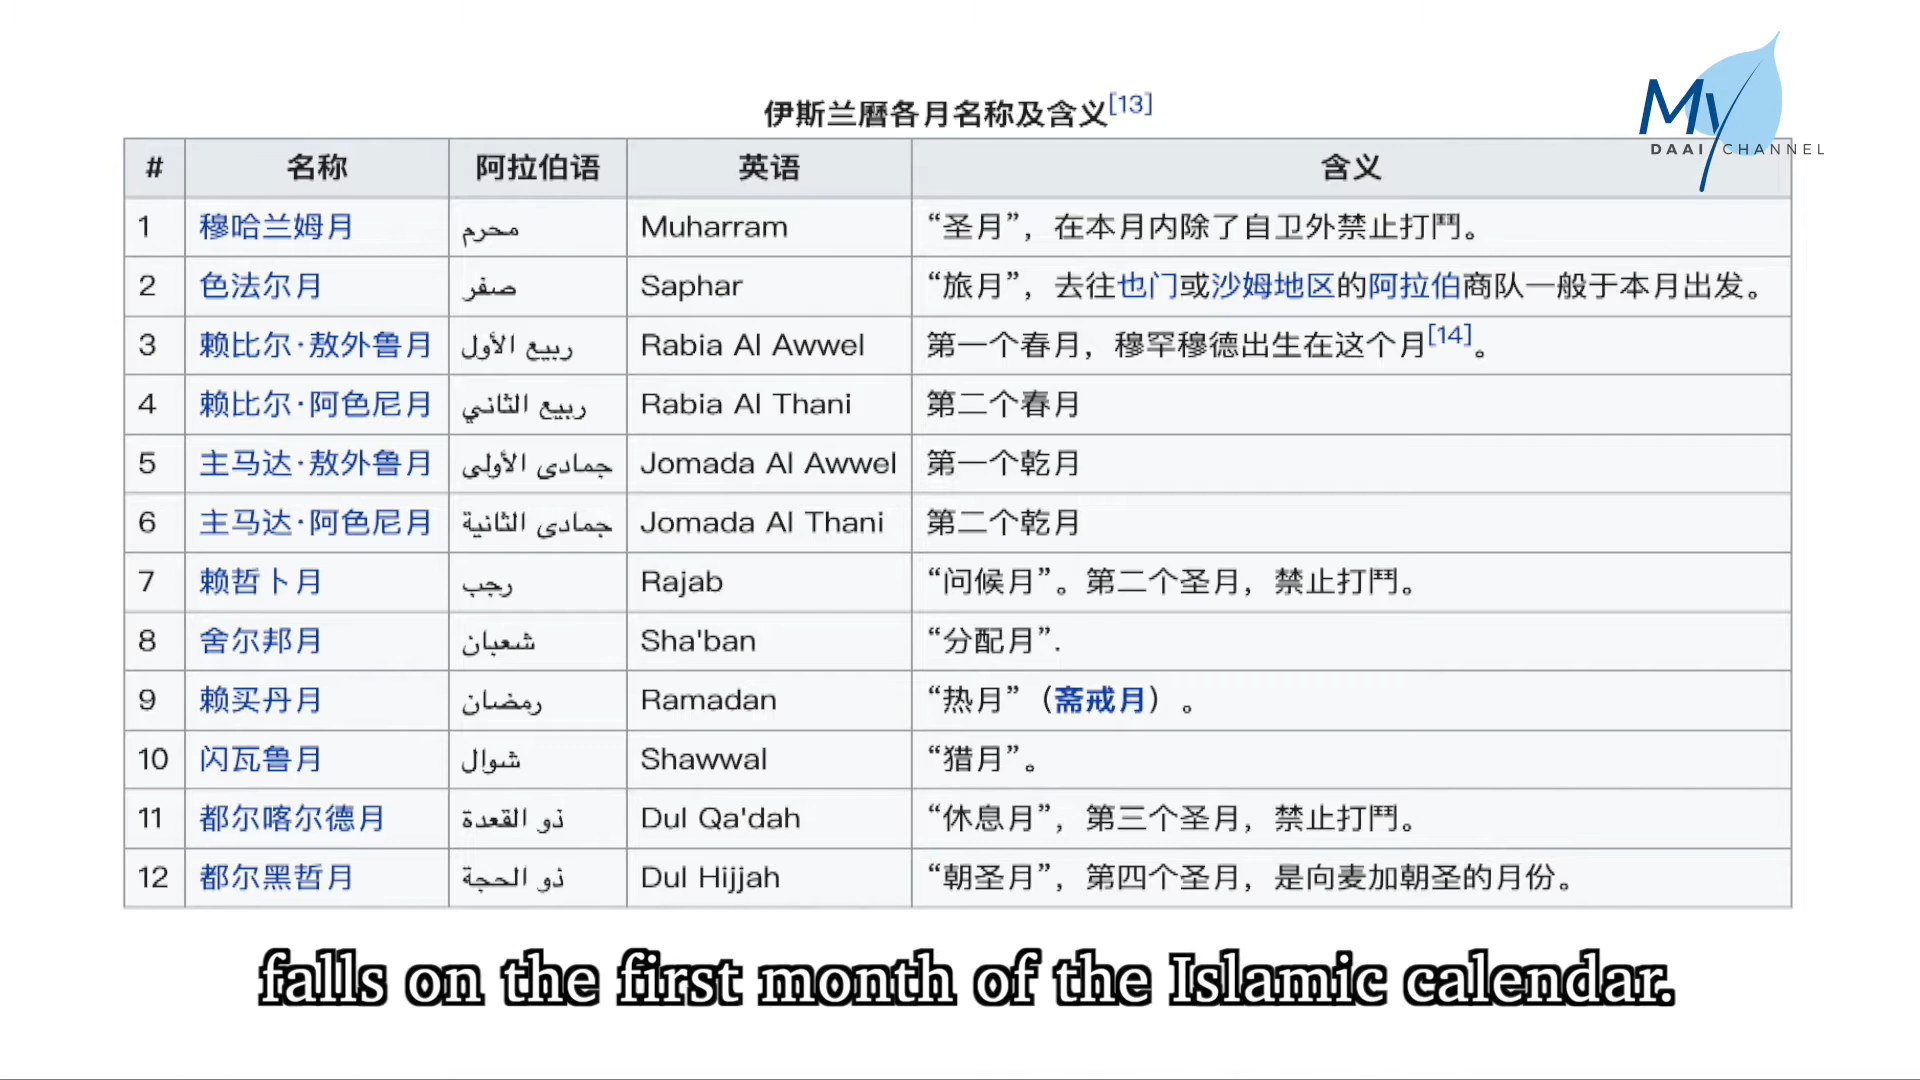 My
DAAI CHANNEL
伊斯兰曆各月名称及含义[13]
# 名称 阿拉伯语 英语 含义
1 穆哈兰姆月 محرم Muharram “圣月”，在本月内除了自卫外禁止打鬥。
2 色法尔月 صفر Saphar “旅月”，去往也门或沙姆地区的阿拉伯商队一般于本月出发。
3 赖比尔·敖外鲁月 ربيع الأول Rabia Al Awwel 第一个春月，穆罕穆德出生在这个月[14]。
4 赖比尔·阿色尼月 ربيع الثاني Rabia Al Thani 第二个春月
5 主马达·敖外鲁月 جمادى الأولى Jomada Al Awwel 第一个乾月
6 主马达·阿色尼月 جمادى الثانية Jomada Al Thani 第二个乾月
7 赖哲卜月 رجب Rajab “问候月”。第二个圣月，禁止打鬥。
8 舍尔邦月 شعبان Sha'ban “分配月”.
9 赖买丹月 رمضان Ramadan “热月”（斋戒月）。
10 闪瓦鲁月 شوال Shawwal “猎月”。
11 都尔喀尔德月 ذو القعدة Dul Qa'dah “休息月”，第三个圣月，禁止打鬥。
12 都尔黑哲月 ذو الحجة Dul Hijjah “朝圣月”，第四个圣月，是向麦加朝圣的月份。
falls on the first month of the Islamic calendar.